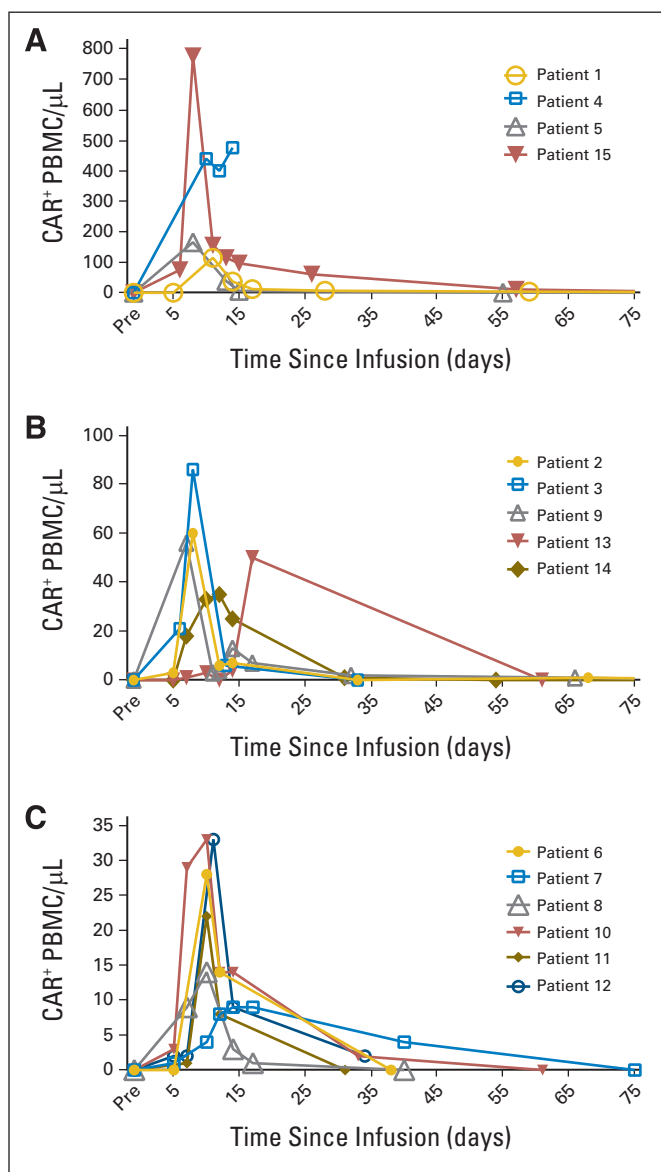 A
CAR+ PBMC/μL
800
700
600
500
400
300
200
100
0
Pre 5 15 25 35 45 55 65 75
Time Since Infusion (days)
Patient 1
Patient 4
Patient 5
Patient 15
B
CAR+ PBMC/μL
100
80
60
40
20
0
Pre 5 15 25 35 45 55 65 75
Time Since Infusion (days)
Patient 2
Patient 3
Patient 9
Patient 13
Patient 14
C
CAR+ PBMC/μL
35
30
25
20
15
10
5
0
Pre 5 15 25 35 45 55 65 75
Time Since Infusion (days)
Patient 6
Patient 7
Patient 8
Patient 10
Patient 11
Patient 12